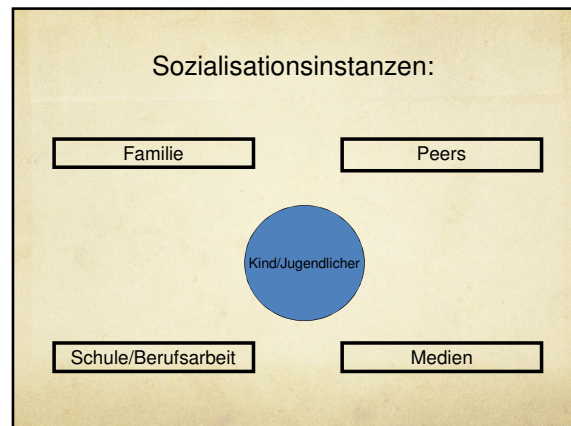 Sozialisationsinstanzen:
Familie
Peers
Kind/Jugendlicher
Schule/Berufsarbeit
Medien